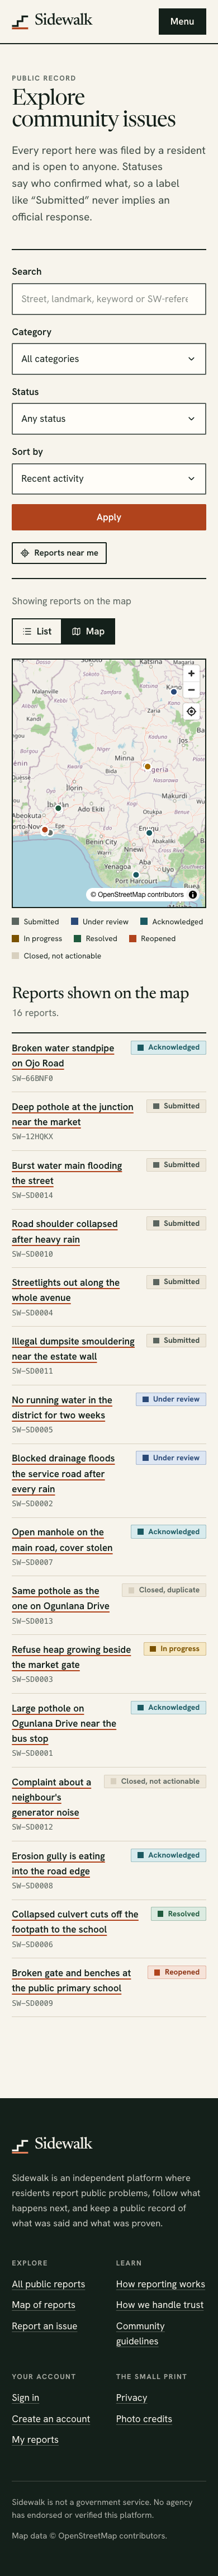 Sidewalk
Menu
PUBLIC RECORD
Explore
community issues
Every report here was filed by a resident
and is open to anyone. Statuses
say who confirmed what, so a label
like “Submitted” never implies an
official response.
Search
Street, landmark, keyword or SW-refere
Category
All categories
Status
Any status
Sort by
Recent activity
Apply
Reports near me
Showing reports on the map
List
Map
Katsina
Magaria
Malanville
Zamfara
Kano
Kandi
Zaria
Jos
Minna
Bida
Nasarawa
Ilorin
Makurdi
Ibadan
Ado Ekiti
Otukpa
Abeokuta
Benin City
Abakaliki
Yenegoa
Aba
Uyo
Port Harcourt
© OpenStreetMap contributors
Submitted
Under review
Acknowledged
In progress
Resolved
Reopened
Closed, not actionable
Reports shown on the map
16 reports.
Broken water standpipe
on Ojo Road
Acknowledged
SW-66BNF0
Deep pothole at the junction
near the market
Submitted
SW-12HQKX
Burst water main flooding
the street
Submitted
SW-SD0014
Road shoulder collapsed
after heavy rain
Submitted
SW-SD0010
Streetlights out along the
whole avenue
Submitted
SW-SD0004
Illegal dumpsite smouldering
near the estate wall
Submitted
SW-SD0011
No running water in the
district for two weeks
Under review
SW-SD0005
Blocked drainage floods
the service road after
every rain
Under review
SW-SD0002
Open manhole on the
main road, cover stolen
Acknowledged
SW-SD0007
Same pothole as the
one on Ogunlana Drive
Closed, duplicate
SW-SD0013
Refuse heap growing beside
the market gate
In progress
SW-SD0003
Large pothole on
Ogunlana Drive near the
bus stop
Acknowledged
SW-SD0001
Complaint about a
neighbour's
generator noise
Closed, not actionable
SW-SD0012
Erosion gully is eating
into the road edge
Acknowledged
SW-SD0008
Collapsed culvert cuts off the
footpath to the school
Resolved
SW-SD0006
Broken gate and benches at
the public primary school
Reopened
SW-SD0009
Sidewalk
Sidewalk is an independent platform where
residents report public problems, follow what
happens next, and keep a public record of
what was said and what was proven.
EXPLORE
All public reports
Map of reports
Report an issue
LEARN
How reporting works
How we handle trust
Community
guidelines
YOUR ACCOUNT
Sign in
Create an account
My reports
THE SMALL PRINT
Privacy
Photo credits
Sidewalk is not a government service. No agency
has endorsed or verified this platform.
Map data © OpenStreetMap contributors.